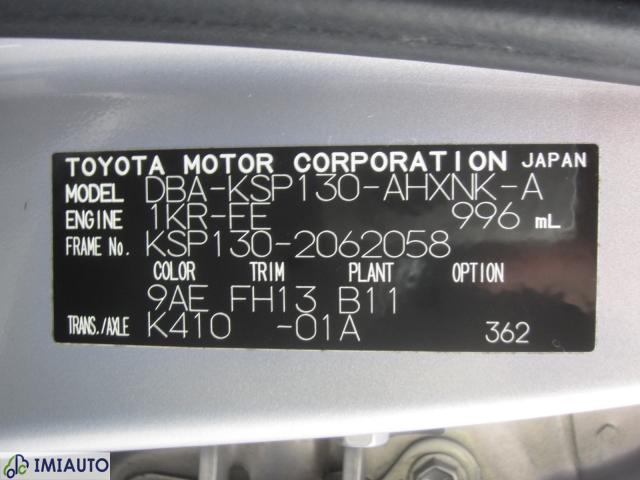 TOYOTA MOTOR CORPORATION JAPAN
MODEL DBA-KSP130-AHXNK-A
ENGINE 1KR-FE 996 mL
FRAME No. KSP130-2062058
COLOR TRIM PLANT OPTION
9AE FH13 B11
TRANS./AXLE K410 -01A 362
IMIAUTO